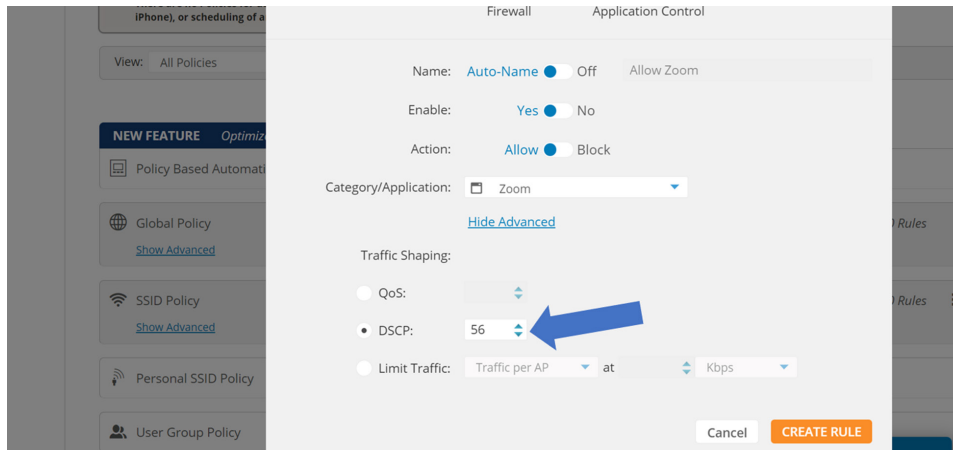 iPhone), or scheduling of a
Firewall Application Control
View: All Policies
Name: Auto-Name Off Allow Zoom
Enable: Yes No
NEW FEATURE Optimiz
Action: Allow Block
Policy Based Automati
Category/Application: Zoom
Global Policy
Hide Advanced
Rules
Show Advanced
Traffic Shaping:
QoS:
SSID Policy
Rules
Show Advanced
DSCP: 56
Limit Traffic: Traffic per AP at Kbps
Personal SSID Policy
User Group Policy
Cancel CREATE RULE